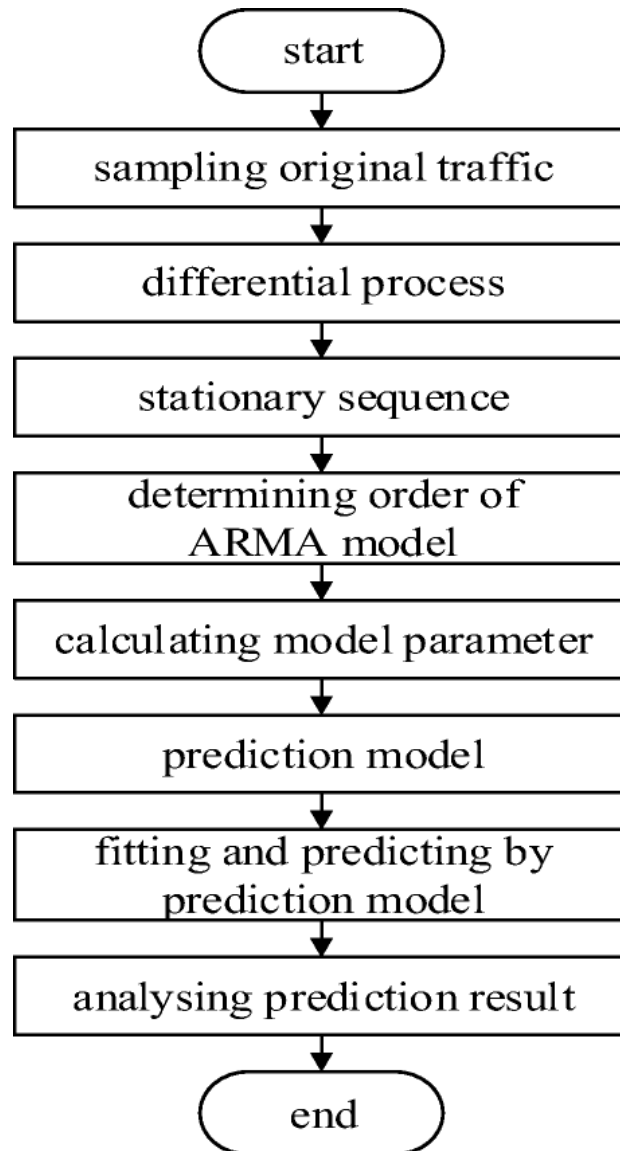 start
sampling original traffic
differential process
stationary sequence
determining order of
ARMA model
calculating model parameter
prediction model
fitting and predicting by
prediction model
analysing prediction result
end